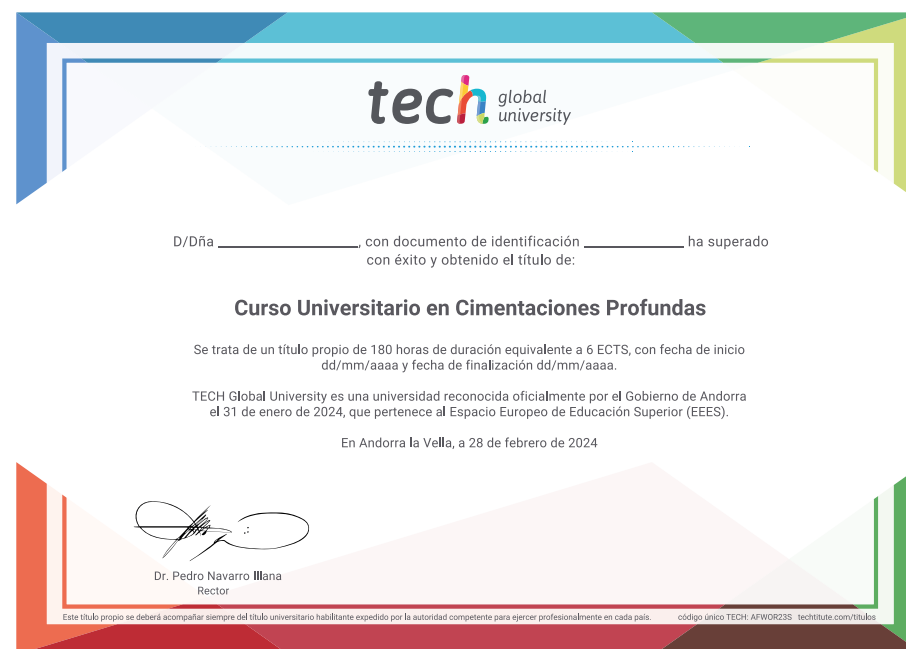 tech global university
D/Dña ____________________, con documento de identificación ______________ ha superado
con éxito y obtenido el título de:
Curso Universitario en Cimentaciones Profundas
Se trata de un título propio de 180 horas de duración equivalente a 6 ECTS, con fecha de inicio
dd/mm/aaaa y fecha de finalización dd/mm/aaaa.
TECH Global University es una universidad reconocida oficialmente por el Gobierno de Andorra
el 31 de enero de 2024, que pertenece al Espacio Europeo de Educación Superior (EEES).
En Andorra la Vella, a 28 de febrero de 2024
Dr. Pedro Navarro Illana
Rector
Este título propio se deberá acompañar siempre del título universitario habilitante expedido por la autoridad competente para ejercer profesionalmente en cada país. código único TECH: AFWOR23S techtitute.com/titulos